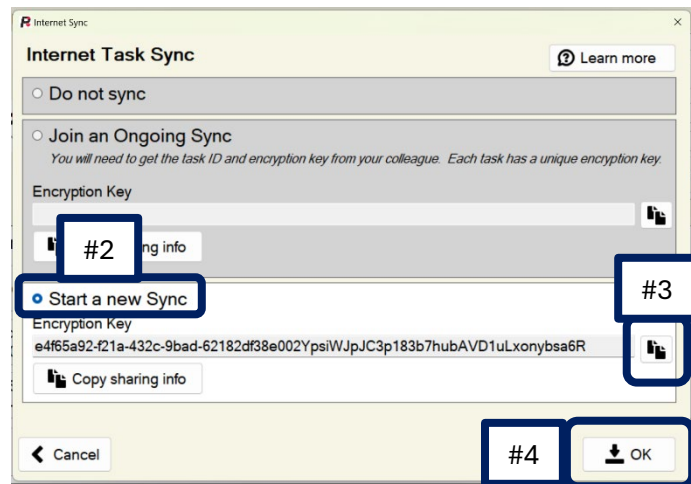 Internet Sync
Internet Task Sync
Learn more
Do not sync
Join an Ongoing Sync
You will need to get the task ID and encryption key from your colleague. Each task has a unique encryption key.
Encryption Key
#2
ng info
#3
Start a new Sync
Encryption Key
e4f65a92-f21a-432c-9bad-62182df38e002YpsiWJpJC3p183b7hubAVD1uLxonybsa6R
Copy sharing info
Cancel
#4
OK